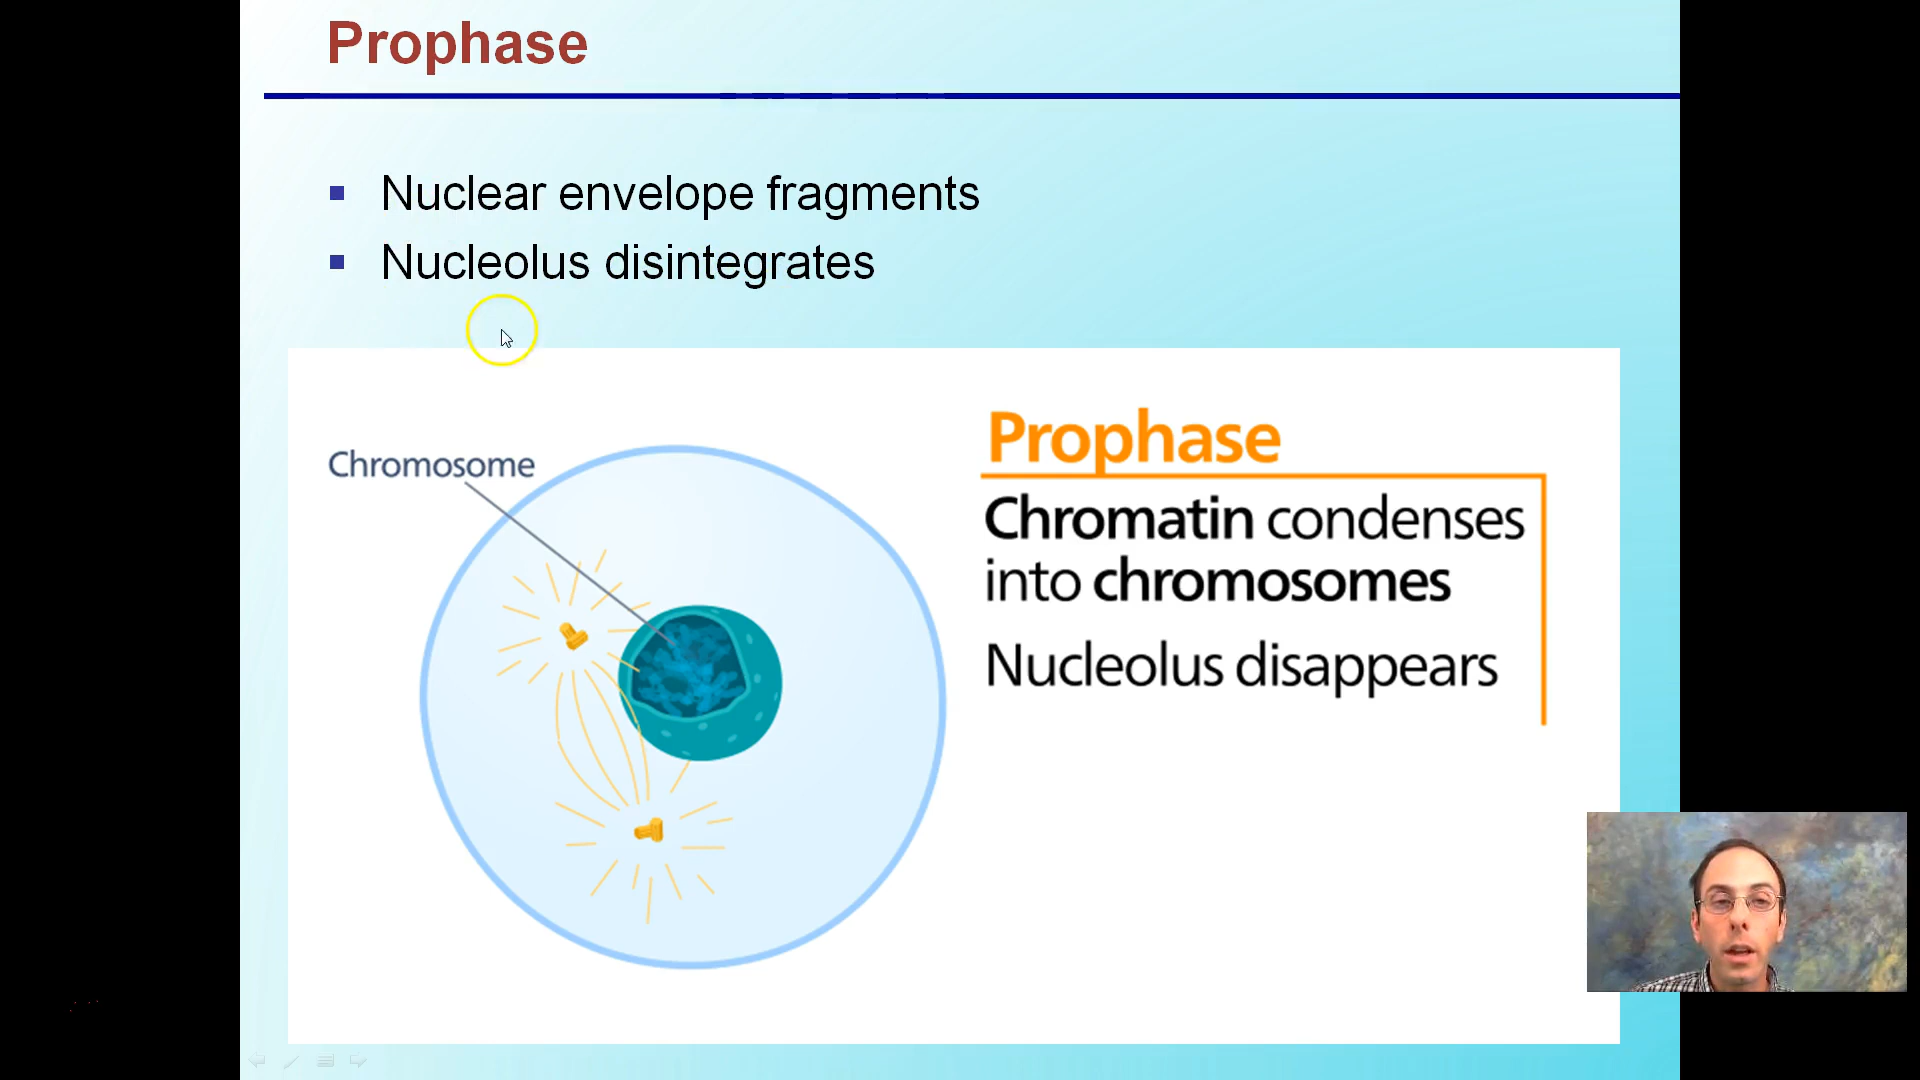 Prophase
Nuclear envelope fragments
Nucleolus disintegrates
Chromosome
Prophase
Chromatin condenses
into chromosomes
Nucleolus disappears